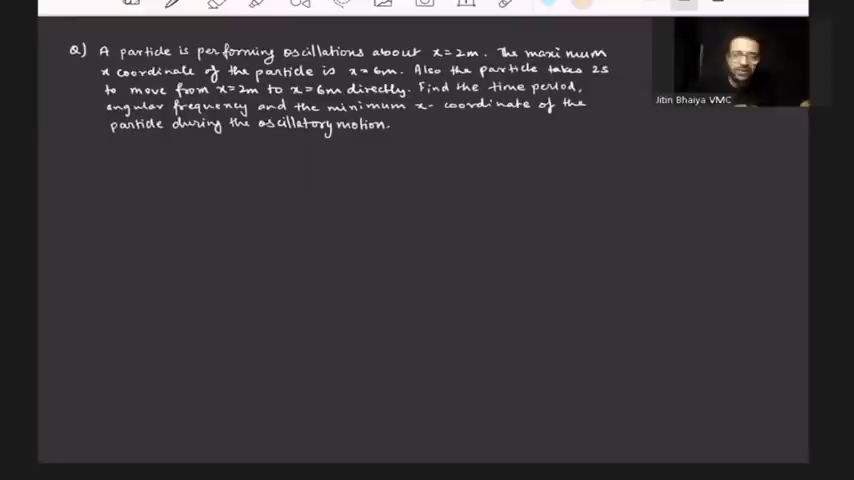 Q) A particle is performing oscillations about x=2m. The maximum
x coordinate of the particle is x=6m. Also the particle takes 2s
to move from x=2m to x=6m directly. Find the time period,
angular frequency and the minimum x-coordinate of the
particle during the oscillatory motion.
Jitin Bhaiya VMC